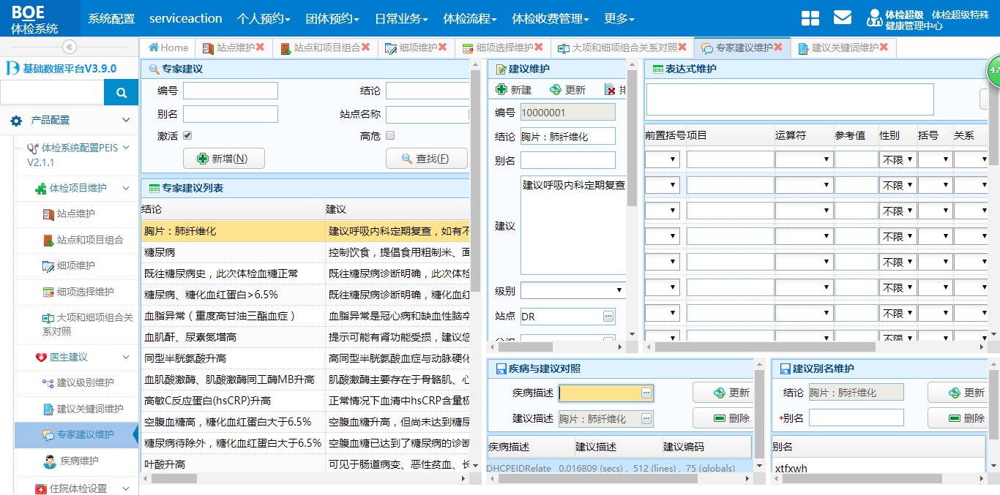 BOE
体检系统
系统配置 serviceaction 个人预约 团体预约 日常业务 体检流程 体检收费管理 更多
体检超级 体检超级特殊
健康管理中心
Home 站点维护 站点和项目组合 细项维护 细项选择维护 大项和细项组合关系对照 专家建议维护 建议关键词维护
47
基础数据平台V3.9.0
产品配置
体检系统配置PEIS
V2.1.1
体检项目维护
站点维护
站点和项目组合
细项维护
细项选择维护
大项和细项组合关
系对照
医生建议
建议级别维护
建议关键词维护
专家建议维护
疾病维护
住院体检设置
专家建议
编号 结论
别名 站点名称
激活 高危
新增(N) 查找(F)
专家建议列表
结论 建议
胸片：肺纤维化 建议呼吸内科定期复查，如有不
糖尿病 控制饮食，提倡食用粗制米、面
既往糖尿病史，此次体检血糖正常 既往糖尿病诊断明确，此次体检
糖尿病、糖化血红蛋白>6.5% 既往糖尿病诊断明确，糖化血红
血脂异常（重度高甘油三酯血症） 血脂异常是冠心病和缺血性脑卒
血肌酐、尿素氮增高 提示可能有肾功能受损，建议您
同型半胱氨酸升高 高同型半胱氨酸血症与动脉硬化
血肌酸激酶、肌酸激酶同工酶MB升高 肌酸激酶主要存在于骨骼肌、心
高敏C反应蛋白(hsCRP)升高 正常情况下血清中hsCRP含量极
空腹血糖高，糖化血红蛋白大于6.5% 空腹血糖升高，但尚未达到糖尿
糖尿病待除外，糖化血红蛋白大于6.5% 空腹血糖已达到了糖尿病的诊断
叶酸升高 可见于肠道病变、恶性贫血、长
建议维护
新建 更新 排
编号 10000001
结论 胸片：肺纤维化
别名
建议 建议呼吸内科定期复查
级别
站点 DR
表达式维护
前置括号 项目 运算符 参考值 性别 括号 关系
不限
不限
不限
不限
不限
不限
不限
不限
疾病与建议对照
疾病描述 更新
建议描述 胸片：肺纤维化 删除
疾病描述 建议描述 建议编码
DHCPEIDRelate 0.016809 (secs) , 512 (lines) , 75 (globals)
建议别名维护
结论 胸片：肺纤维化 更新
*别名 删除
别名
xtfxwh